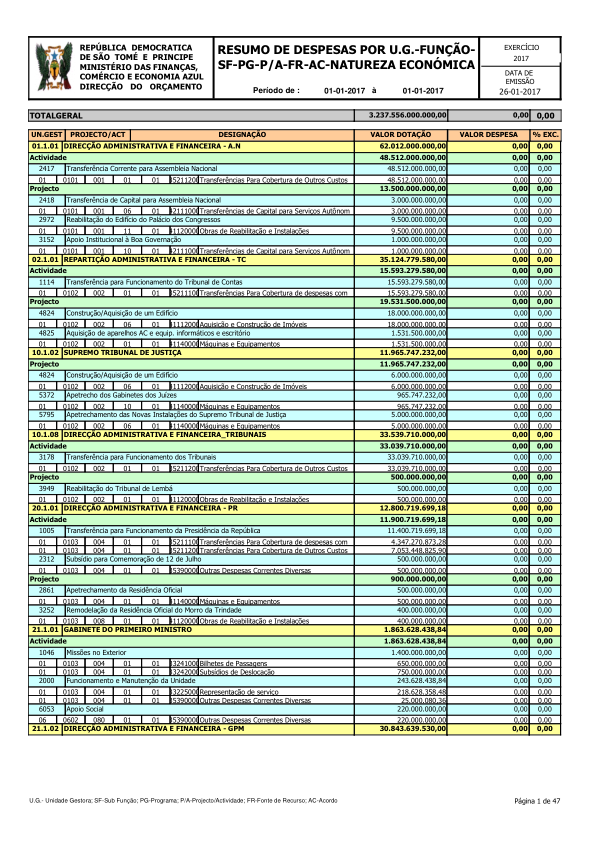 REPÚBLICA DEMOCRATICA
DE SÃO TOMÉ E PRINCIPE
MINISTÉRIO DAS FINANÇAS,
COMÉRCIO E ECONOMIA AZUL
DIRECÇÃO DO ORÇAMENTO
RESUMO DE DESPESAS POR U.G.-FUNÇÃO-
SF-PG-P/A-FR-AC-NATUREZA ECONÓMICA
Período de : 01-01-2017 à 01-01-2017
EXERCÍCIO
2017
DATA DE
EMISSÃO
26-01-2017
TOTALGERAL 3.237.556.000.000,00 0,00 0,00
UN.GEST PROJECTO/ACT DESIGNAÇÃO VALOR DOTAÇÃO VALOR DESPESA % EXC.
01.1.01 DIRECÇÃO ADMINISTRATIVA E FINANCEIRA - A.N 62.012.000.000,00 0,00 0,00
Actividade 48.512.000.000,00 0,00 0,00
2417 Transferência Corrente para Assembleia Nacional 48.512.000.000,00 0,00 0,00
01 0101 001 01 01 35211200 Transferências Para Cobertura de Outros Custos 48.512.000.000,00 0,00 0,00
Projecto 13.500.000.000,00 0,00 0,00
2418 Transferência de Capital para Assembleia Nacional 3.000.000.000,00 0,00 0,00
01 0101 001 06 01 42111000 Transferências de Capital para Serviços Autônom 3.000.000.000,00 0,00 0,00
2972 Reabilitação do Edifício do Palácio dos Congressos 9.500.000.000,00 0,00 0,00
01 0101 001 11 01 41120000 Obras de Reabilitação e Instalações 9.500.000.000,00 0,00 0,00
3152 Apoio Institucional à Boa Governação 1.000.000.000,00 0,00 0,00
01 0101 001 10 01 42111000 Transferências de Capital para Serviços Autônom 1.000.000.000,00 0,00 0,00
02.1.01 REPARTIÇÃO ADMINISTRATIVA E FINANCEIRA - TC 35.124.779.580,00 0,00 0,00
Actividade 15.593.279.580,00 0,00 0,00
1114 Transferência para Funcionamento do Tribunal de Contas 15.593.279.580,00 0,00 0,00
01 0102 002 01 01 35211100 Transferências Para Cobertura de despesas com 15.593.279.580,00 0,00 0,00
Projecto 19.531.500.000,00 0,00 0,00
4824 Construção/Aquisição de um Edifício 18.000.000.000,00 0,00 0,00
01 0102 002 06 01 41112000 Aquisição e Construção de Imóveis 18.000.000.000,00 0,00 0,00
4825 Aquisição de aparelhos AC e equip. informáticos e escritório 1.531.500.000,00 0,00 0,00
01 0102 002 06 01 41140000 Máquinas e Equipamentos 1.531.500.000,00 0,00 0,00
10.1.02 SUPREMO TRIBUNAL DE JUSTIÇA 11.965.747.232,00 0,00 0,00
Projecto 11.965.747.232,00 0,00 0,00
4824 Construção/Aquisição de um Edifício 6.000.000.000,00 0,00 0,00
01 0102 002 06 01 41112000 Aquisição e Construção de Imóveis 6.000.000.000,00 0,00 0,00
5372 Apetrecho dos Gabinetes dos Juizes 965.747.232,00 0,00 0,00
01 0102 002 10 01 41140000 Máquinas e Equipamentos 965.747.232,00 0,00 0,00
5795 Apetrechamento das Novas Instalações do Supremo Tribunal de Justiça 5.000.000.000,00 0,00 0,00
01 0102 002 06 01 41140000 Máquinas e Equipamentos 5.000.000.000,00 0,00 0,00
10.1.08 DIRECÇÃO ADMINISTRATIVA E FINANCEIRA_TRIBUNAIS 33.539.710.000,00 0,00 0,00
Actividade 33.039.710.000,00 0,00 0,00
3178 Transferência para Funcionamento dos Tribunais 33.039.710.000,00 0,00 0,00
01 0102 002 01 01 35211200 Transferências Para Cobertura de Outros Custos 33.039.710.000,00 0,00 0,00
Projecto 500.000.000,00 0,00 0,00
3949 Reabilitação do Tribunal de Lembá 500.000.000,00 0,00 0,00
01 0102 002 01 01 41120000 Obras de Reabilitação e Instalações 500.000.000,00 0,00 0,00
20.1.01 DIRECÇÃO ADMINISTRATIVA E FINANCEIRA - PR 12.800.719.699,18 0,00 0,00
Actividade 11.900.719.699,18 0,00 0,00
1005 Transferência para Funcionamento da Presidência da República 11.400.719.699,18 0,00 0,00
01 0103 004 01 01 35211100 Transferências Para Cobertura de despesas com 4.347.270.873,28 0,00 0,00
01 0103 004 01 01 35211200 Transferências Para Cobertura de Outros Custos 7.053.448.825,90 0,00 0,00
2312 Subsídio para Comemoração de 12 de Julho 500.000.000,00 0,00 0,00
01 0103 004 01 01 35390000 Outras Despesas Correntes Diversas 500.000.000,00 0,00 0,00
Projecto 900.000.000,00 0,00 0,00
2861 Apetrechamento da Residência Oficial 500.000.000,00 0,00 0,00
01 0103 004 01 01 41140000 Máquinas e Equipamentos 500.000.000,00 0,00 0,00
3252 Remodelação da Residência Oficial do Morro da Trindade 400.000.000,00 0,00 0,00
01 0103 008 01 01 41120000 Obras de Reabilitação e Instalações 400.000.000,00 0,00 0,00
21.1.01 GABINETE DO PRIMEIRO MINISTRO 1.863.628.438,84 0,00 0,00
Actividade 1.863.628.438,84 0,00 0,00
1046 Missões no Exterior 1.400.000.000,00 0,00 0,00
01 0103 004 01 01 33241000 Bilhetes de Passagens 650.000.000,00 0,00 0,00
01 0103 004 01 01 33242000 Subsídios de Deslocação 750.000.000,00 0,00 0,00
2000 Funcionamento e Manutenção da Unidade 243.628.438,84 0,00 0,00
01 0103 004 01 01 33225000 Representação de serviço 218.628.358,48 0,00 0,00
01 0103 004 01 01 35390000 Outras Despesas Correntes Diversas 25.000.080,36 0,00 0,00
6053 Apoio Social 220.000.000,00 0,00 0,00
06 0602 080 01 01 35390000 Outras Despesas Correntes Diversas 220.000.000,00 0,00 0,00
21.1.02 DIRECÇÃO ADMINISTRATIVA E FINANCEIRA - GPM 30.843.639.530,00 0,00 0,00
U.G.- Unidade Gestora; SF-Sub Função; PG-Programa; P/A-Projecto/Actividade; FR-Fonte de Recurso; AC-Acordo
Página 1 de 47